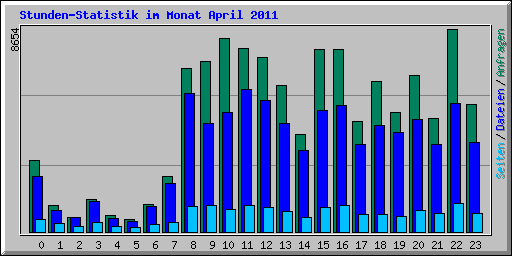 Stunden-Statistik im Monat April 2011
8654
Seiten / Dateien / Anfragen
0 1 2 3 4 5 6 7 8 9 10 11 12 13 14 15 16 17 18 19 20 21 22 23